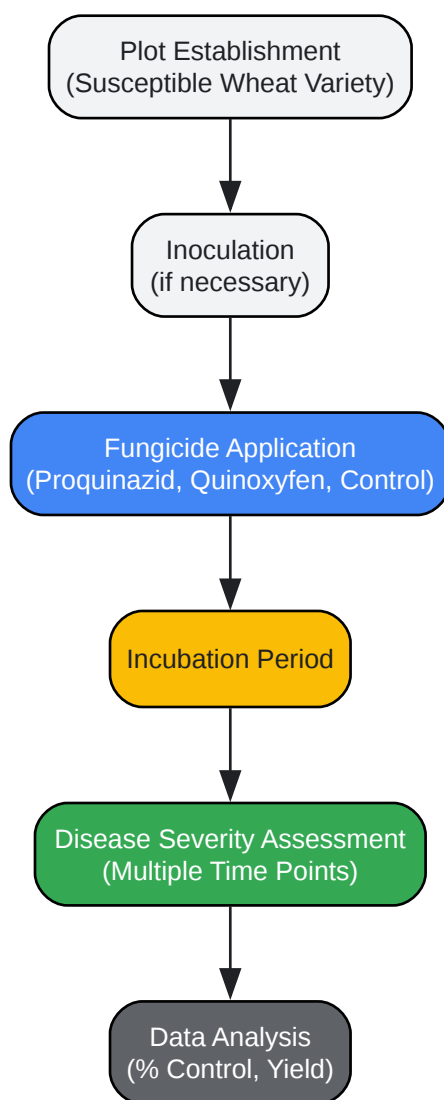 Plot Establishment
(Susceptible Wheat Variety)
Inoculation
(if necessary)
Fungicide Application
(Proquinazid, Quinoxyfen, Control)
Incubation Period
Disease Severity Assessment
(Multiple Time Points)
Data Analysis
(% Control, Yield)